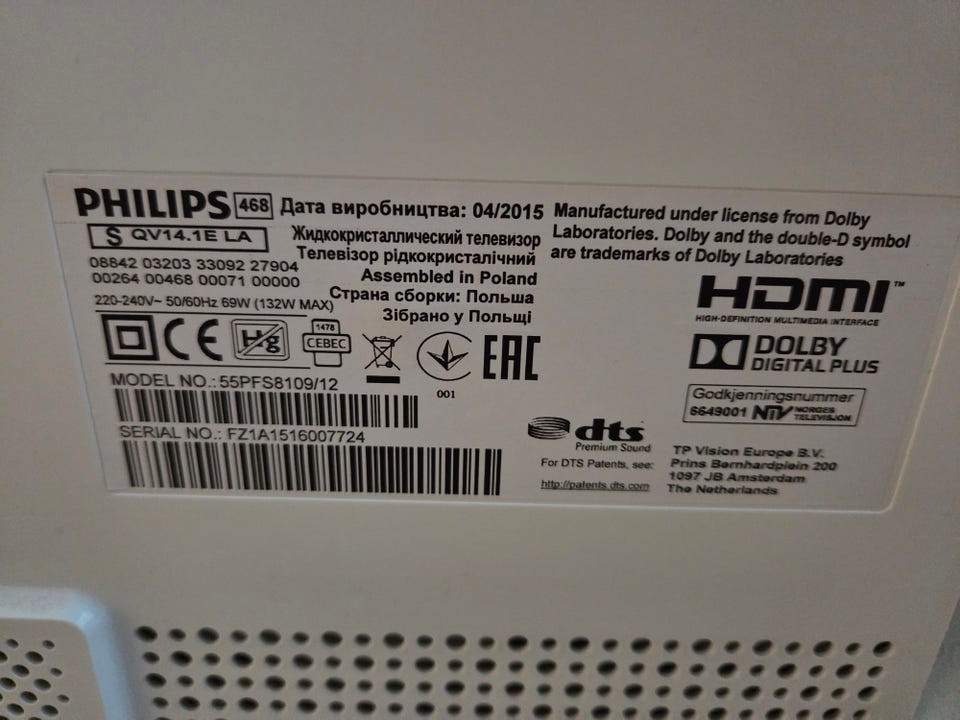 PHILIPS 468 Дата виробництва: 04/2015
S QV14.1E LA
08842 03203 33092 27904
00264 00468 00071 00000
220-240V~ 50/60Hz 69W (132W MAX)
Жидкокристаллический телевизор
Телевізор рідкокристалічний
Assembled in Poland
Страна сборки: Польша
Зібрано у Польщі
Manufactured under license from Dolby
Laboratories. Dolby and the double-D symbol
are trademarks of Dolby Laboratories
HDMI™
HIGH-DEFINITION MULTIMEDIA INTERFACE
CE Hg 1478 CEBEC 001 EAC
DOLBY
DIGITAL PLUS
MODEL NO.: 55PFS8109/12
SERIAL NO.: FZ1A1516007724
Godkjenningsnummer
6649001 NTV NORGES
TELEVISJON
dts
Premium Sound
For DTS Patents, see:
http://patents.dts.com
TP Vision Europe B.V.
Prins Bernhardplein 200
1097 JB Amsterdam
The Netherlands